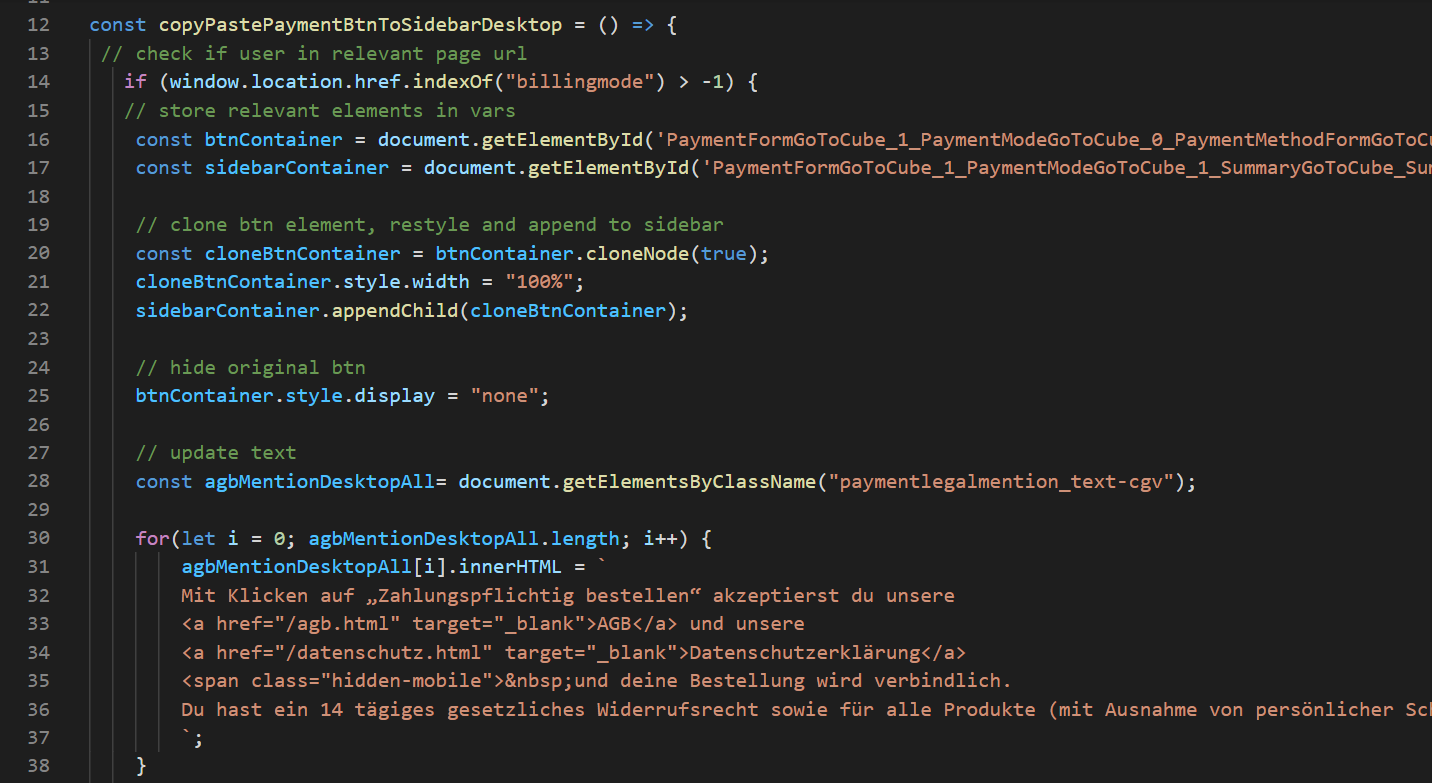 12 const copyPastePaymentBtnToSidebarDesktop = () => {
13 // check if user in relevant page url
14 if (window.location.href.indexOf("billingmode") > -1) {
15 // store relevant elements in vars
16 const btnContainer = document.getElementById('PaymentFormGoToCube_1_PaymentModeGoToCube_0_PaymentMethodFormGoToCu
17 const sidebarContainer = document.getElementById('PaymentFormGoToCube_1_PaymentModeGoToCube_1_SummaryGoToCube_Sum
18
19 // clone btn element, restyle and append to sidebar
20 const cloneBtnContainer = btnContainer.cloneNode(true);
21 cloneBtnContainer.style.width = "100%";
22 sidebarContainer.appendChild(cloneBtnContainer);
23
24 // hide original btn
25 btnContainer.style.display = "none";
26
27 // update text
28 const agbMentionDesktopAll= document.getElementsByClassName("paymentlegalmention_text-cgv");
29
30 for(let i = 0; agbMentionDesktopAll.length; i++) {
31 agbMentionDesktopAll[i].innerHTML = `
32 Mit Klicken auf „Zahlungspflichtig bestellen“ akzeptierst du unsere
33 <a href="/agb.html" target="_blank">AGB</a> und unsere
34 <a href="/datenschutz.html" target="_blank">Datenschutzerklärung</a>
35 <span class="hidden-mobile">&nbsp;und deine Bestellung wird verbindlich.
36 Du hast ein 14 tägiges gesetzliches Widerrufsrecht sowie für alle Produkte (mit Ausnahme von persönlicher
37 `;
38 }